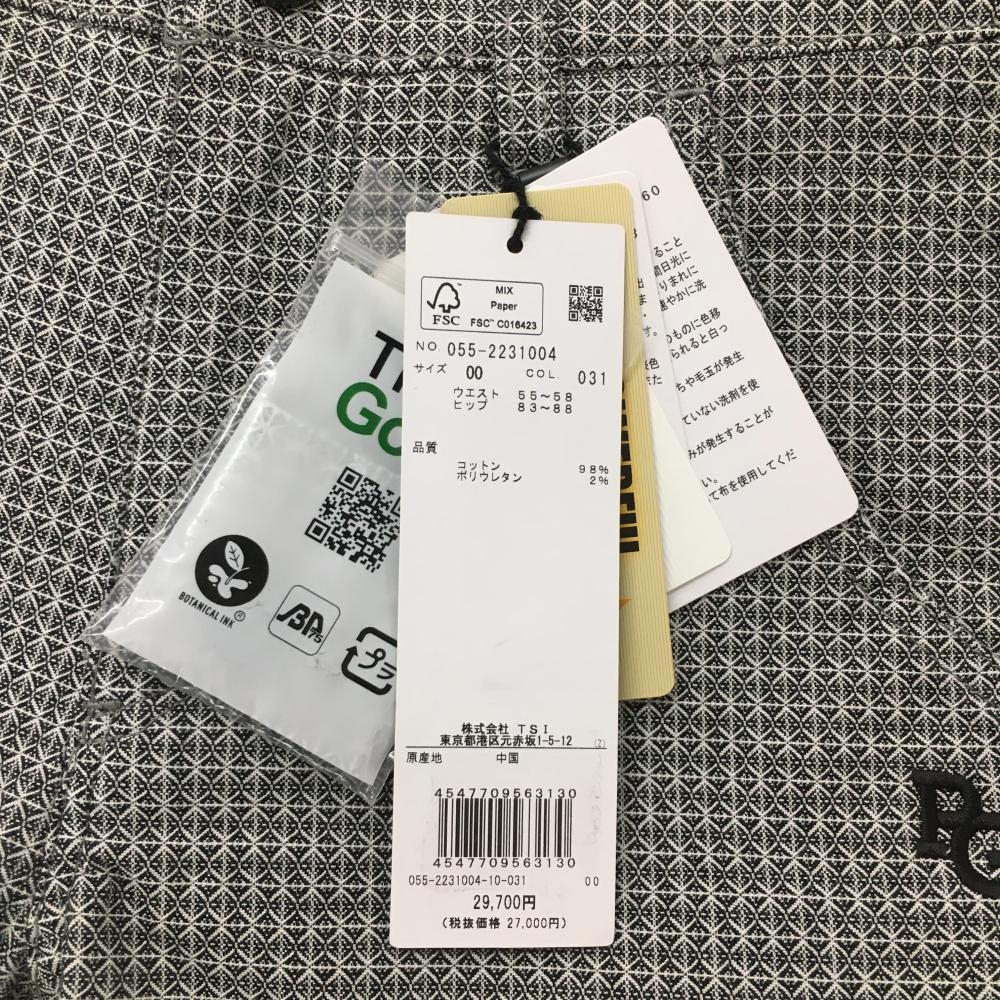 MIX
Paper
FSC
FSC™ C016423
NO. 055-2231004
サイズ 00 COL. 031
ウエスト 55〜58
ヒップ 83〜88
品質
コットン 98%
ポリウレタン 2%
株式会社 TSI
東京都港区元赤坂1-5-12 (Z)
原産地 中国
4547709563130
4547709563130
055-2231004-10-031 00
29,700円
(税抜価格 27,000円)
BOTANICAL INK®
プラ
60
ること
間日光に
りまれに
速やかに洗
のものに色移
られると白っ
ちや毛玉が発生
ていない洗剤を使
みが発生することが
い。
て布を使用してくだ